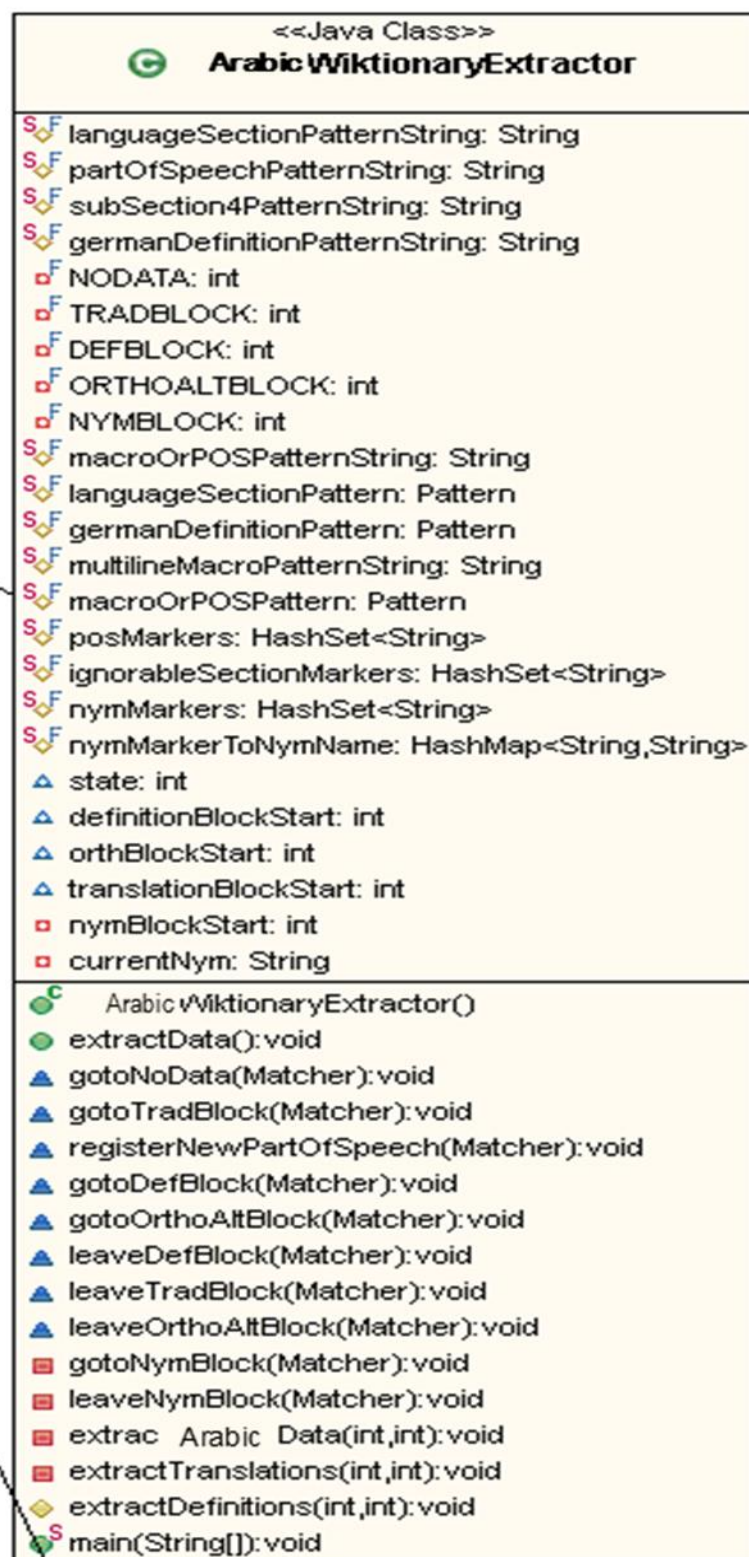 <<Java Class>>
C ArabicWiktionaryExtractor
S F languageSectionPatternString: String
S F partOfSpeechPatternString: String
S F subSection4PatternString: String
S F germanDefinitionPatternString: String
F NODATA: int
F TRADBLOCK: int
F DEFBLOCK: int
F ORTHOALTBLOCK: int
F NYMBLOCK: int
S F macroOrPOSPatternString: String
S F languageSectionPattern: Pattern
S F germanDefinitionPattern: Pattern
S F multilineMacroPatternString: String
S F macroOrPOSPattern: Pattern
S F posMarkers: HashSet<String>
S F ignorableSectionMarkers: HashSet<String>
S F nymMarkers: HashSet<String>
S F nymMarkerToNymName: HashMap<String,String>
state: int
definitionBlockStart: int
orthBlockStart: int
translationBlockStart: int
nymBlockStart: int
currentNym: String
C Arabic WiktionaryExtractor()
extractData():void
gotoNoData(Matcher):void
gotoTradBlock(Matcher):void
registerNewPartOfSpeech(Matcher):void
gotoDefBlock(Matcher):void
gotoOrthoAltBlock(Matcher):void
leaveDefBlock(Matcher):void
leaveTradBlock(Matcher):void
leaveOrthoAltBlock(Matcher):void
gotoNymBlock(Matcher):void
leaveNymBlock(Matcher):void
extrac Arabic Data(int,int):void
extractTranslations(int,int):void
extractDefinitions(int,int):void
S main(String[]):void